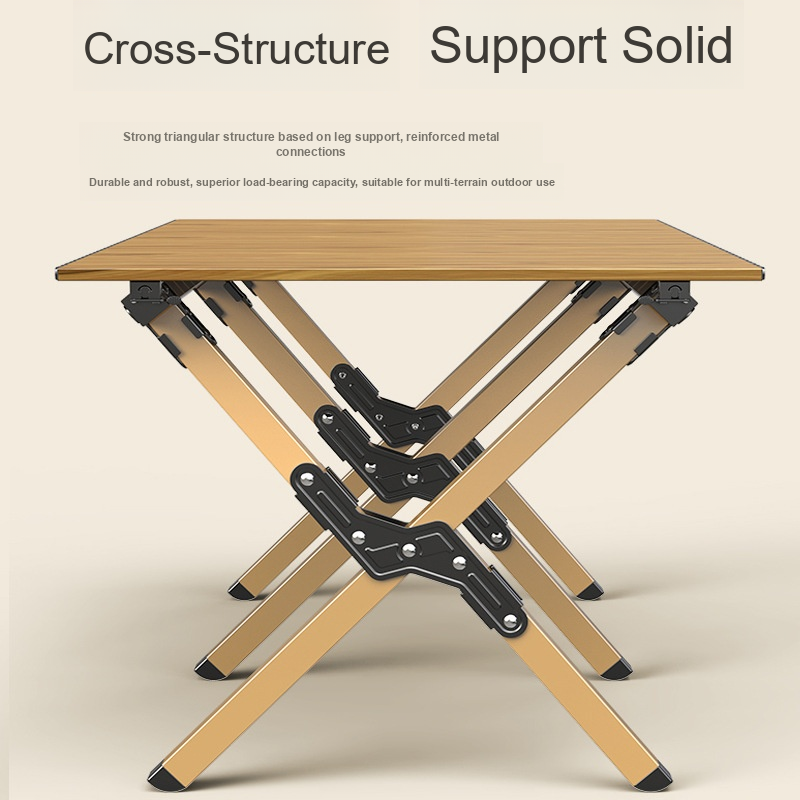 Cross-Structure Support Solid
Strong triangular structure based on leg support, reinforced metal
connections
Durable and robust, superior load-bearing capacity, suitable for multi-terrain outdoor use